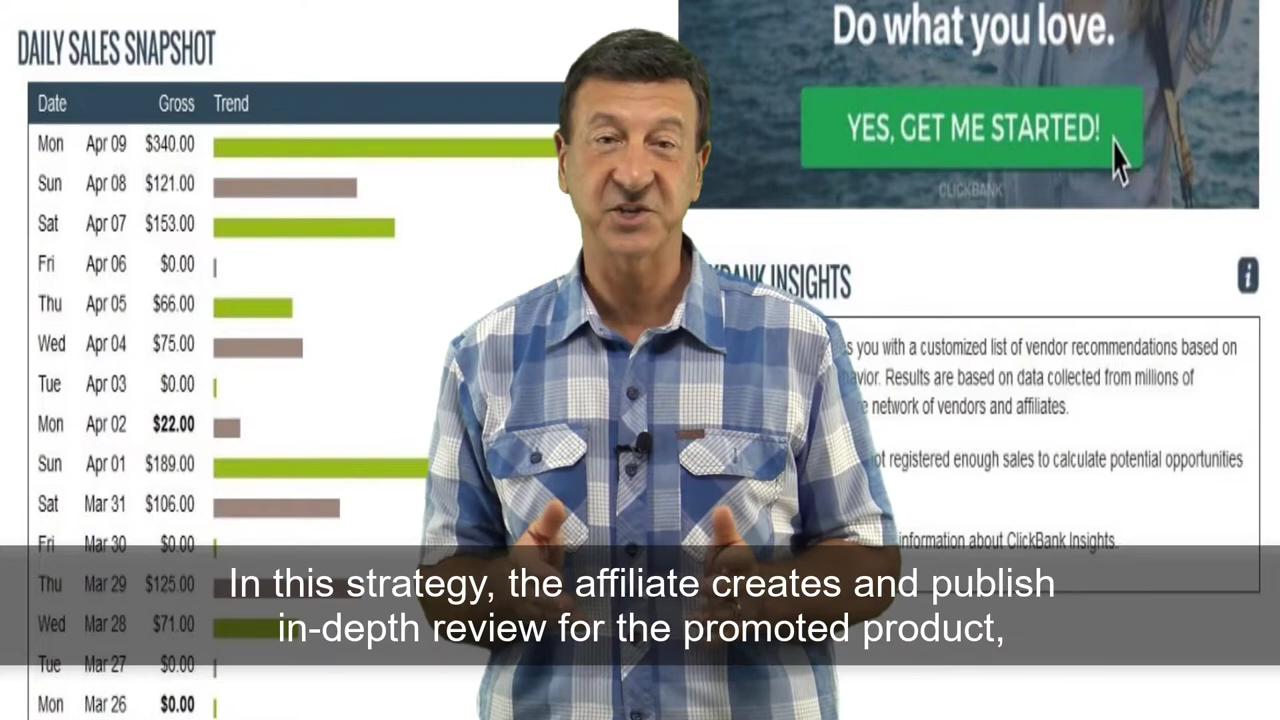 DAILY SALES SNAPSHOT
Date Gross Trend
Mon Apr 09 $340.00
Sun Apr 08 $121.00
Sat Apr 07 $153.00
Fri Apr 06 $0.00
Thu Apr 05 $66.00
Wed Apr 04 $75.00
Tue Apr 03 $0.00
Mon Apr 02 $22.00
Sun Apr 01 $189.00
Sat Mar 31 $106.00
Fri Mar 30 $0.00
Thu Mar 29 $125.00
Wed Mar 28 $71.00
Tue Mar 27 $0.00
Mon Mar 26 $0.00
Do what you love.
YES, GET ME STARTED!
CLICKBANK
INSIGHTS
you with a customized list of vendor recommendations based on
Results are based on data collected from millions of
network of vendors and affiliates.
registered enough sales to calculate potential opportunities
information about ClickBank Insights.
In this strategy, the affiliate creates and publish
in-depth review for the promoted product,